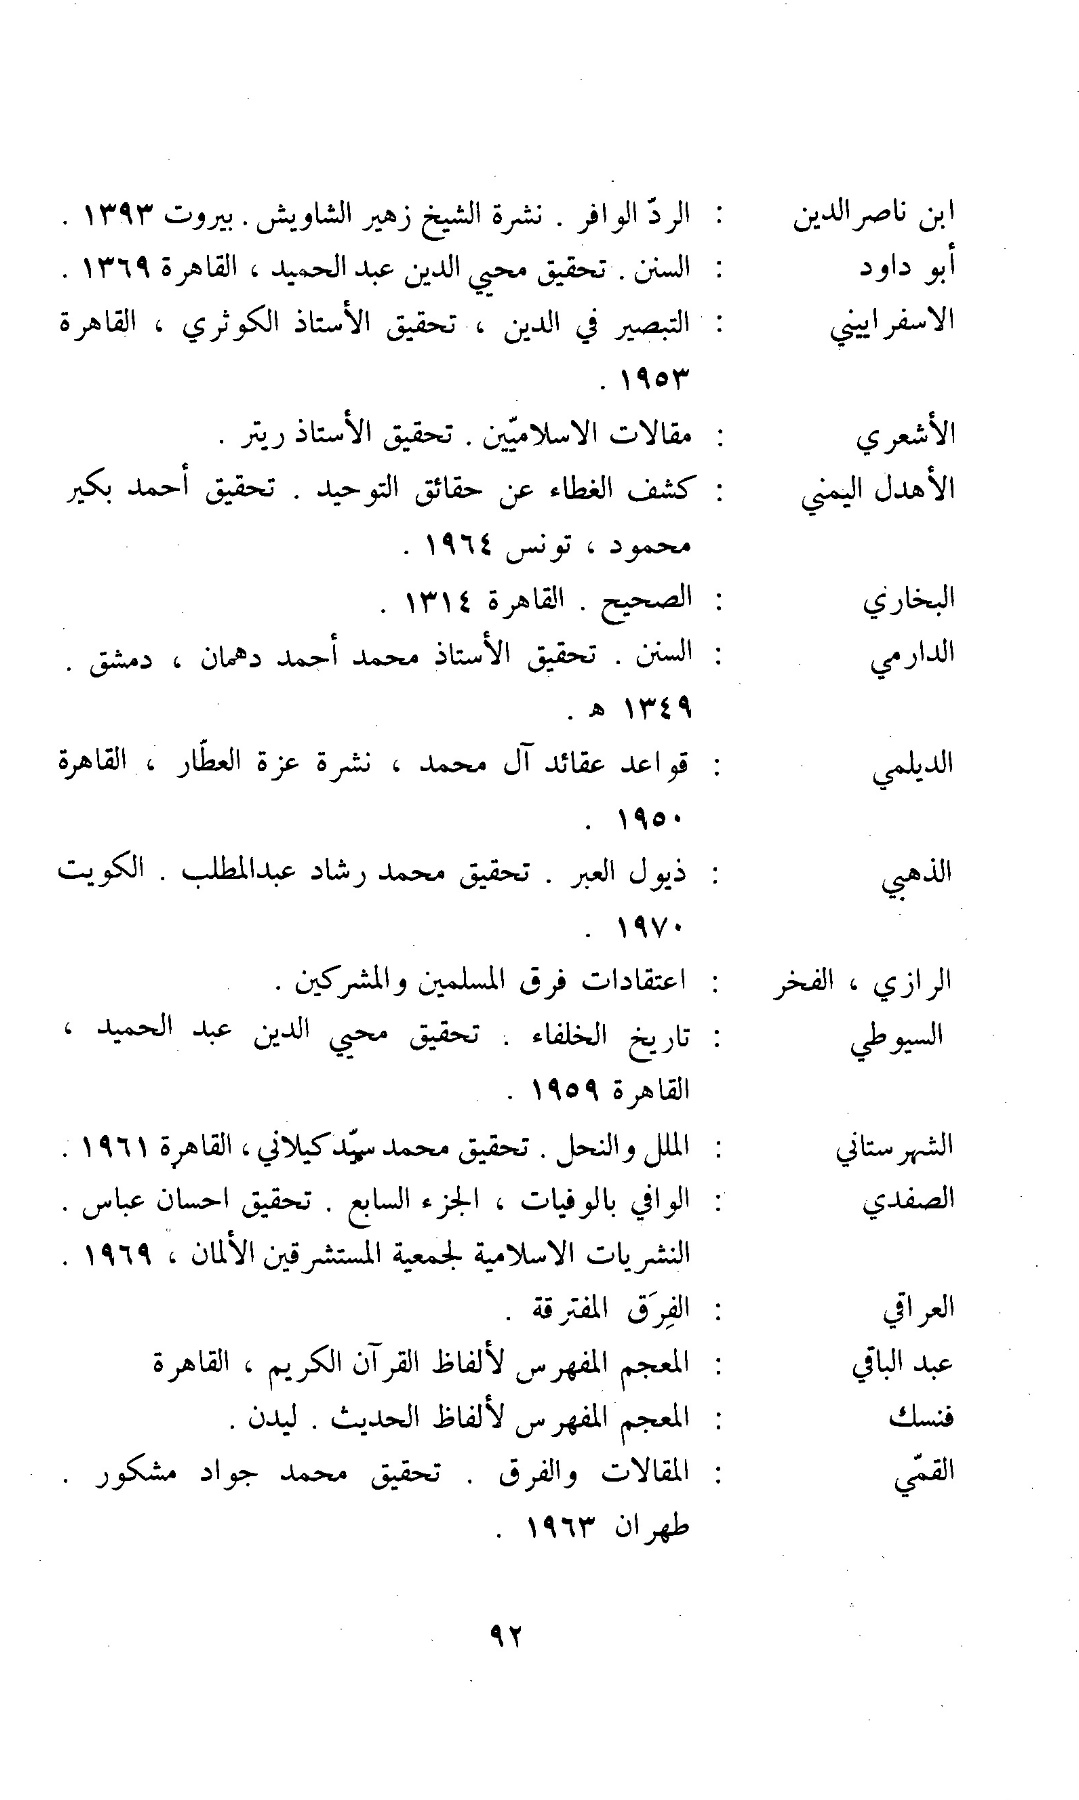 ابن ناصر الدين : الردّ الوافر . نشرة الشيخ زهير الشاويش . بيروت ١٣٩٣ .
أبو داود : السنن . تحقيق محيي الدين عبد الحميد ، القاهرة ١٣٦٩ .
الاسفراييني : التبصير في الدين ، تحقيق الأستاذ الكوثري ، القاهرة
١٩٥٣ .
الأشعري : مقالات الاسلاميّين . تحقيق الأستاذ ريتر .
الأهدل اليمني : كشف الغطاء عن حقائق التوحيد . تحقيق أحمد بكير
محمود ، تونس ١٩٦٤ .
البخاري : الصحيح . القاهرة ١٣١٤ .
الدارمي : السنن . تحقيق الأستاذ محمد أحمد دهمان ، دمشق .
١٣٤٩ هـ .
الديلمي : قواعد عقائد آل محمد ، نشرة عزة العطّار ، القاهرة
١٩٥٠ .
الذهبي : ذيول العبر . تحقيق محمد رشاد عبدالمطلب . الكويت
١٩٧٠ .
الرازي ، الفخر : اعتقادات فرق المسلمين والمشركين .
السيوطي : تاريخ الخلفاء . تحقيق محيي الدين عبد الحميد ،
القاهرة ١٩٥٩ .
الشهرستاني : الملل والنحل . تحقيق محمد سيّد كيلاني ، القاهرة ١٩٦١ .
الصفدي : الوافي بالوفيات ، الجزء السابع . تحقيق احسان عباس .
النشريات الاسلامية لجمعية المستشرقين الألمان ، ١٩٦٩ .
العراقي : الفِرَق المفترقة .
عبد الباقي : المعجم المفهرس لألفاظ القرآن الكريم ، القاهرة
فنسك : المعجم المفهرس لألفاظ الحديث . ليدن .
القمّي : المقالات والفرق . تحقيق محمد جواد مشكور .
طهران ١٩٦٣ .
٩٢